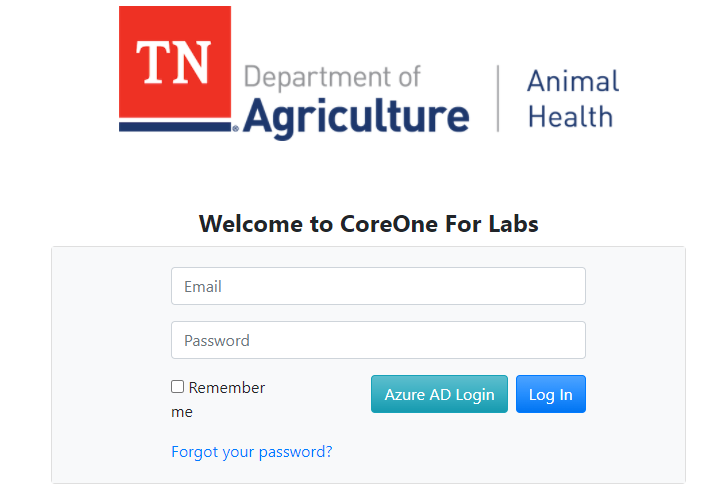 TN
Department of
Agriculture
®
Animal
Health
Welcome to CoreOne For Labs
Email
Password
Remember
me
Azure AD Login
Log In
Forgot your password?